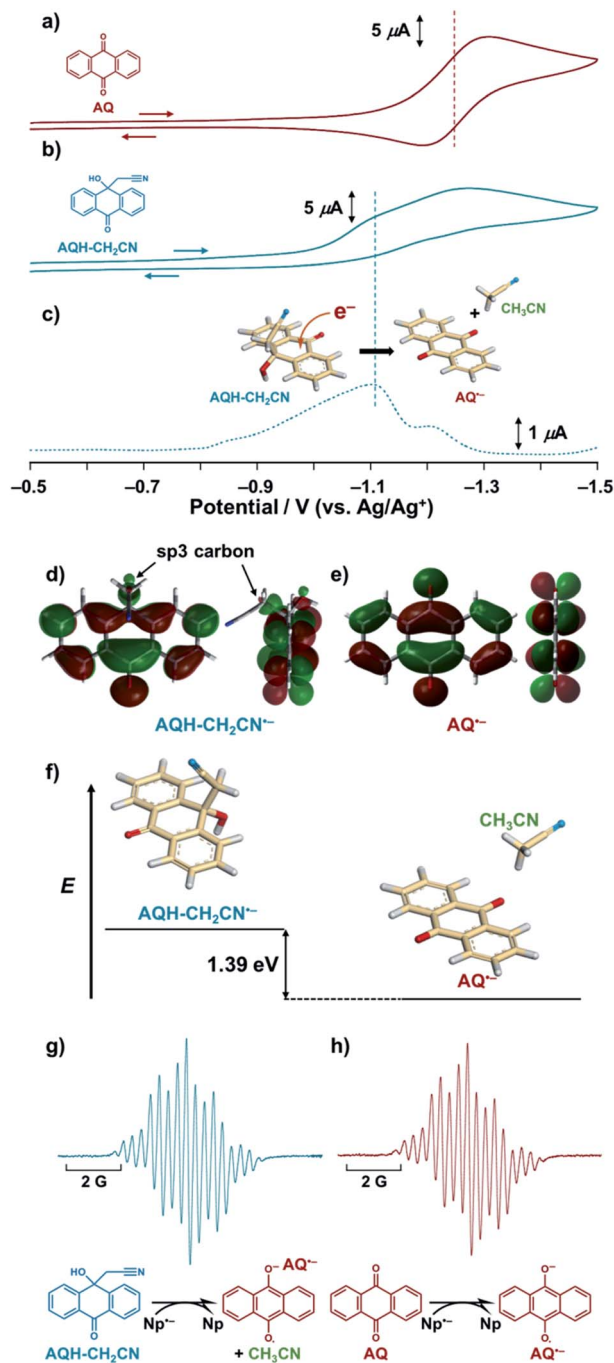 a)
5 μA
O
O
AQ
b)
HO
N
O
5 μA
AQH-CH₂CN
c)
e⁻
+
CH₃CN
AQH-CH₂CN
AQ•⁻
1 μA
–0.5 –0.7 –0.9 –1.1 –1.3 –1.5
Potential / V (vs. Ag/Ag⁺)
sp3 carbon
d) e)
AQH-CH₂CN•⁻ AQ•⁻
f)
CH₃CN
E
AQH-CH₂CN•⁻
1.39 eV
AQ•⁻
g) h)
2 G 2 G
HO N O⁻ AQ•⁻ O O⁻
Np•⁻ Np Np•⁻ Np
O O• O O•
AQH-CH₂CN + CH₃CN AQ AQ•⁻